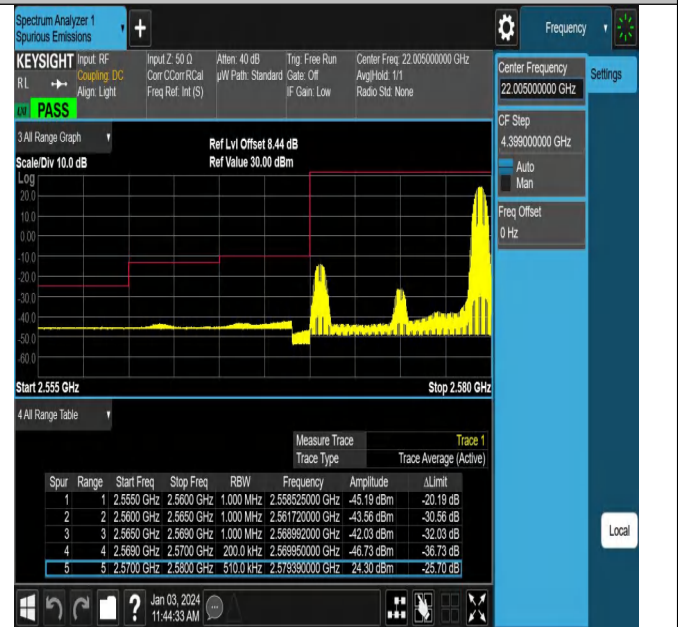 Spectrum Analyzer 1
Spurious Emissions
Frequency
KEYSIGHT
Input: RF
Input Z: 50 Ω
Atten: 40 dB
Trig: Free Run
Center Freq: 22.005000000 GHz
RL
Coupling: DC
Corr CCorr RCal
µW Path: Standard
Gate: Off
Avg|Hold: 1/1
Align: Light
Freq Ref: Int (S)
IF Gain: Low
Radio Std: None
LXI
PASS
Center Frequency
22.005000000 GHz
Settings
CF Step
4.399000000 GHz
Auto
Man
Freq Offset
0 Hz
3 All Range Graph
Ref Lvl Offset 8.44 dB
Scale/Div 10.0 dB
Ref Value 30.00 dBm
Log
20.0
10.0
0.00
-10.0
-20.0
-30.0
-40.0
-50.0
-60.0
Start 2.555 GHz
Stop 2.580 GHz
4 All Range Table
Measure Trace Trace 1
Trace Type Trace Average (Active)
Spur Range Start Freq Stop Freq RBW Frequency Amplitude ΔLimit
1 1 2.5550 GHz 2.5600 GHz 1.000 MHz 2.558525000 GHz -45.19 dBm -20.19 dB
2 2 2.5600 GHz 2.5650 GHz 1.000 MHz 2.561720000 GHz -43.56 dBm -30.56 dB
3 3 2.5650 GHz 2.5690 GHz 1.000 MHz 2.568992000 GHz -42.03 dBm -32.03 dB
4 4 2.5690 GHz 2.5700 GHz 200.0 kHz 2.569950000 GHz -46.73 dBm -36.73 dB
5 5 2.5700 GHz 2.5800 GHz 510.0 kHz 2.579390000 GHz 24.30 dBm -25.70 dB
Local
Jan 03, 2024
11:44:33 AM